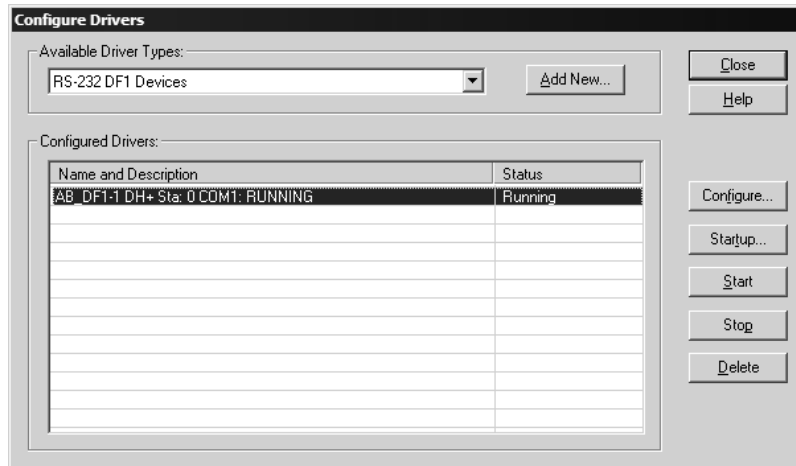 Configure Drivers
Available Driver Types:
RS-232 DF1 Devices
Add New...
Close
Help
Configured Drivers:
Name and Description Status
AB_DF1-1 DH+ Sta: 0 COM1: RUNNING Running
Configure...
Startup...
Start
Stop
Delete